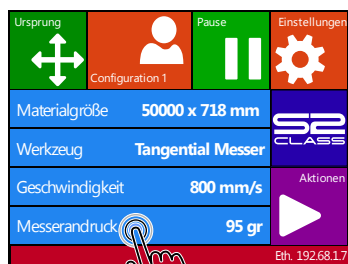 Ursprung
Configuration 1
Pause
Einstellungen
Materialgröße 50000 x 718 mm
Werkzeug Tangential Messer
Geschwindigkeit 800 mm/s
Messerandruck 95 gr
S2
CLASS
Aktionen
Eth. 192.68.1.7